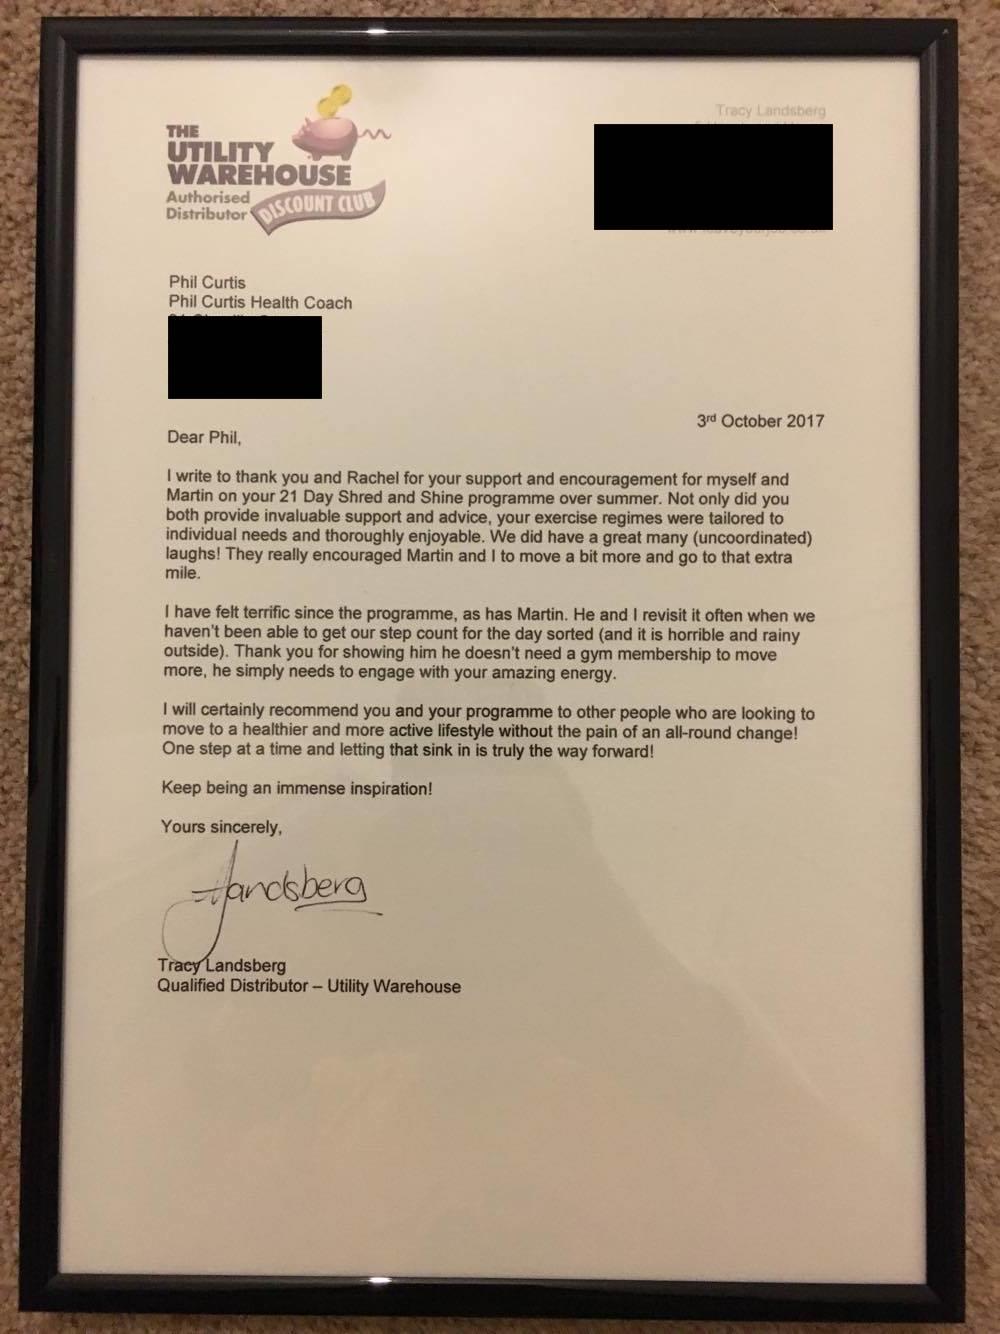 THE
UTILITY
WAREHOUSE
Authorised
Distributor
DISCOUNT CLUB
Tracy Landsberg
Phil Curtis
Phil Curtis Health Coach
3rd October 2017
Dear Phil,
I write to thank you and Rachel for your support and encouragement for myself and
Martin on your 21 Day Shred and Shine programme over summer. Not only did you
both provide invaluable support and advice, your exercise regimes were tailored to
individual needs and thoroughly enjoyable. We did have a great many (uncoordinated)
laughs! They really encouraged Martin and I to move a bit more and go to that extra
mile.
I have felt terrific since the programme, as has Martin. He and I revisit it often when we
haven't been able to get our step count for the day sorted (and it is horrible and rainy
outside). Thank you for showing him he doesn't need a gym membership to move
more, he simply needs to engage with your amazing energy.
I will certainly recommend you and your programme to other people who are looking to
move to a healthier and more active lifestyle without the pain of an all-round change!
One step at a time and letting that sink in is truly the way forward!
Keep being an immense inspiration!
Yours sincerely,
Landsberg
Tracy Landsberg
Qualified Distributor – Utility Warehouse